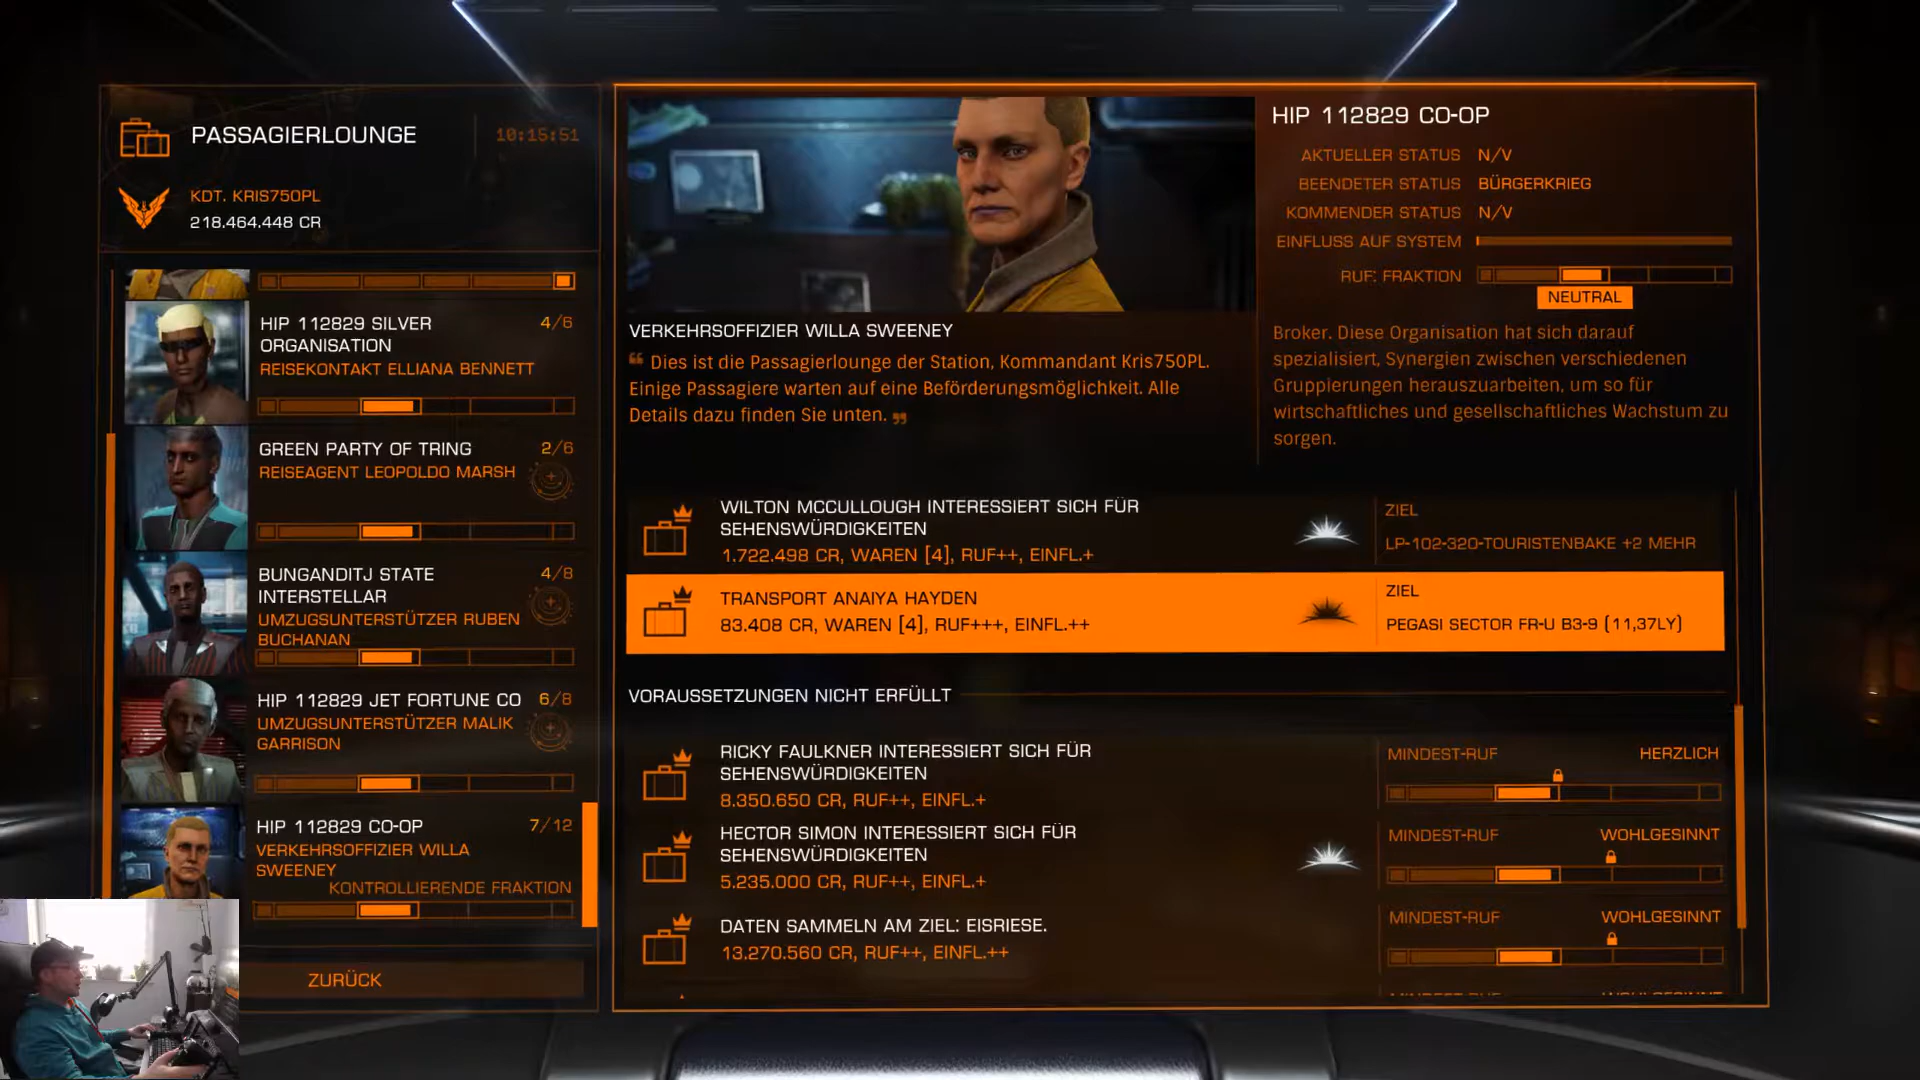 PASSAGIERLOUNGE
10:15:51
KDT. KRIS750PL
218.464.448 CR
HIP 112829 SILVER
ORGANISATION
4/6
REISEKONTAKT ELLIANA BENNETT
GREEN PARTY OF TRING
2/6
REISEAGENT LEOPOLDO MARSH
BUNGANDITJ STATE
INTERSTELLAR
4/8
UMZUGSUNTERSTÜTZER RUBEN
BUCHANAN
HIP 112829 JET FORTUNE CO
6/8
UMZUGSUNTERSTÜTZER MALIK
GARRISON
HIP 112829 CO-OP
7/12
VERKEHRSOFFIZIER WILLA
SWEENEY
KONTROLLIERENDE FRAKTION
ZURÜCK
VERKEHRSOFFIZIER WILLA SWEENEY
“ Dies ist die Passagierlounge der Station, Kommandant Kris750PL.
Einige Passagiere warten auf eine Beförderungsmöglichkeit. Alle
Details dazu finden Sie unten. ”
HIP 112829 CO-OP
AKTUELLER STATUS N/V
BEENDETER STATUS BÜRGERKRIEG
KOMMENDER STATUS N/V
EINFLUSS AUF SYSTEM
RUF: FRAKTION
NEUTRAL
Broker. Diese Organisation hat sich darauf
spezialisiert, Synergien zwischen verschiedenen
Gruppierungen herauszuarbeiten, um so für
wirtschaftliches und gesellschaftliches Wachstum zu
sorgen.
WILTON MCCULLOUGH INTERESSIERT SICH FÜR
SEHENSWÜRDIGKEITEN
1.722.498 CR, WAREN [4], RUF++, EINFL.+
ZIEL
LP-102-320-TOURISTENBAKE +2 MEHR
TRANSPORT ANAIYA HAYDEN
83.408 CR, WAREN [4], RUF+++, EINFL.++
ZIEL
PEGASI SECTOR FR-U B3-9 (11,37LY)
VORAUSSETZUNGEN NICHT ERFÜLLT
RICKY FAULKNER INTERESSIERT SICH FÜR
SEHENSWÜRDIGKEITEN
8.350.650 CR, RUF++, EINFL.+
MINDEST-RUF HERZLICH
HECTOR SIMON INTERESSIERT SICH FÜR
SEHENSWÜRDIGKEITEN
5.235.000 CR, RUF++, EINFL.+
MINDEST-RUF WOHLGESINNT
DATEN SAMMELN AM ZIEL: EISRIESE.
13.270.560 CR, RUF++, EINFL.++
MINDEST-RUF WOHLGESINNT